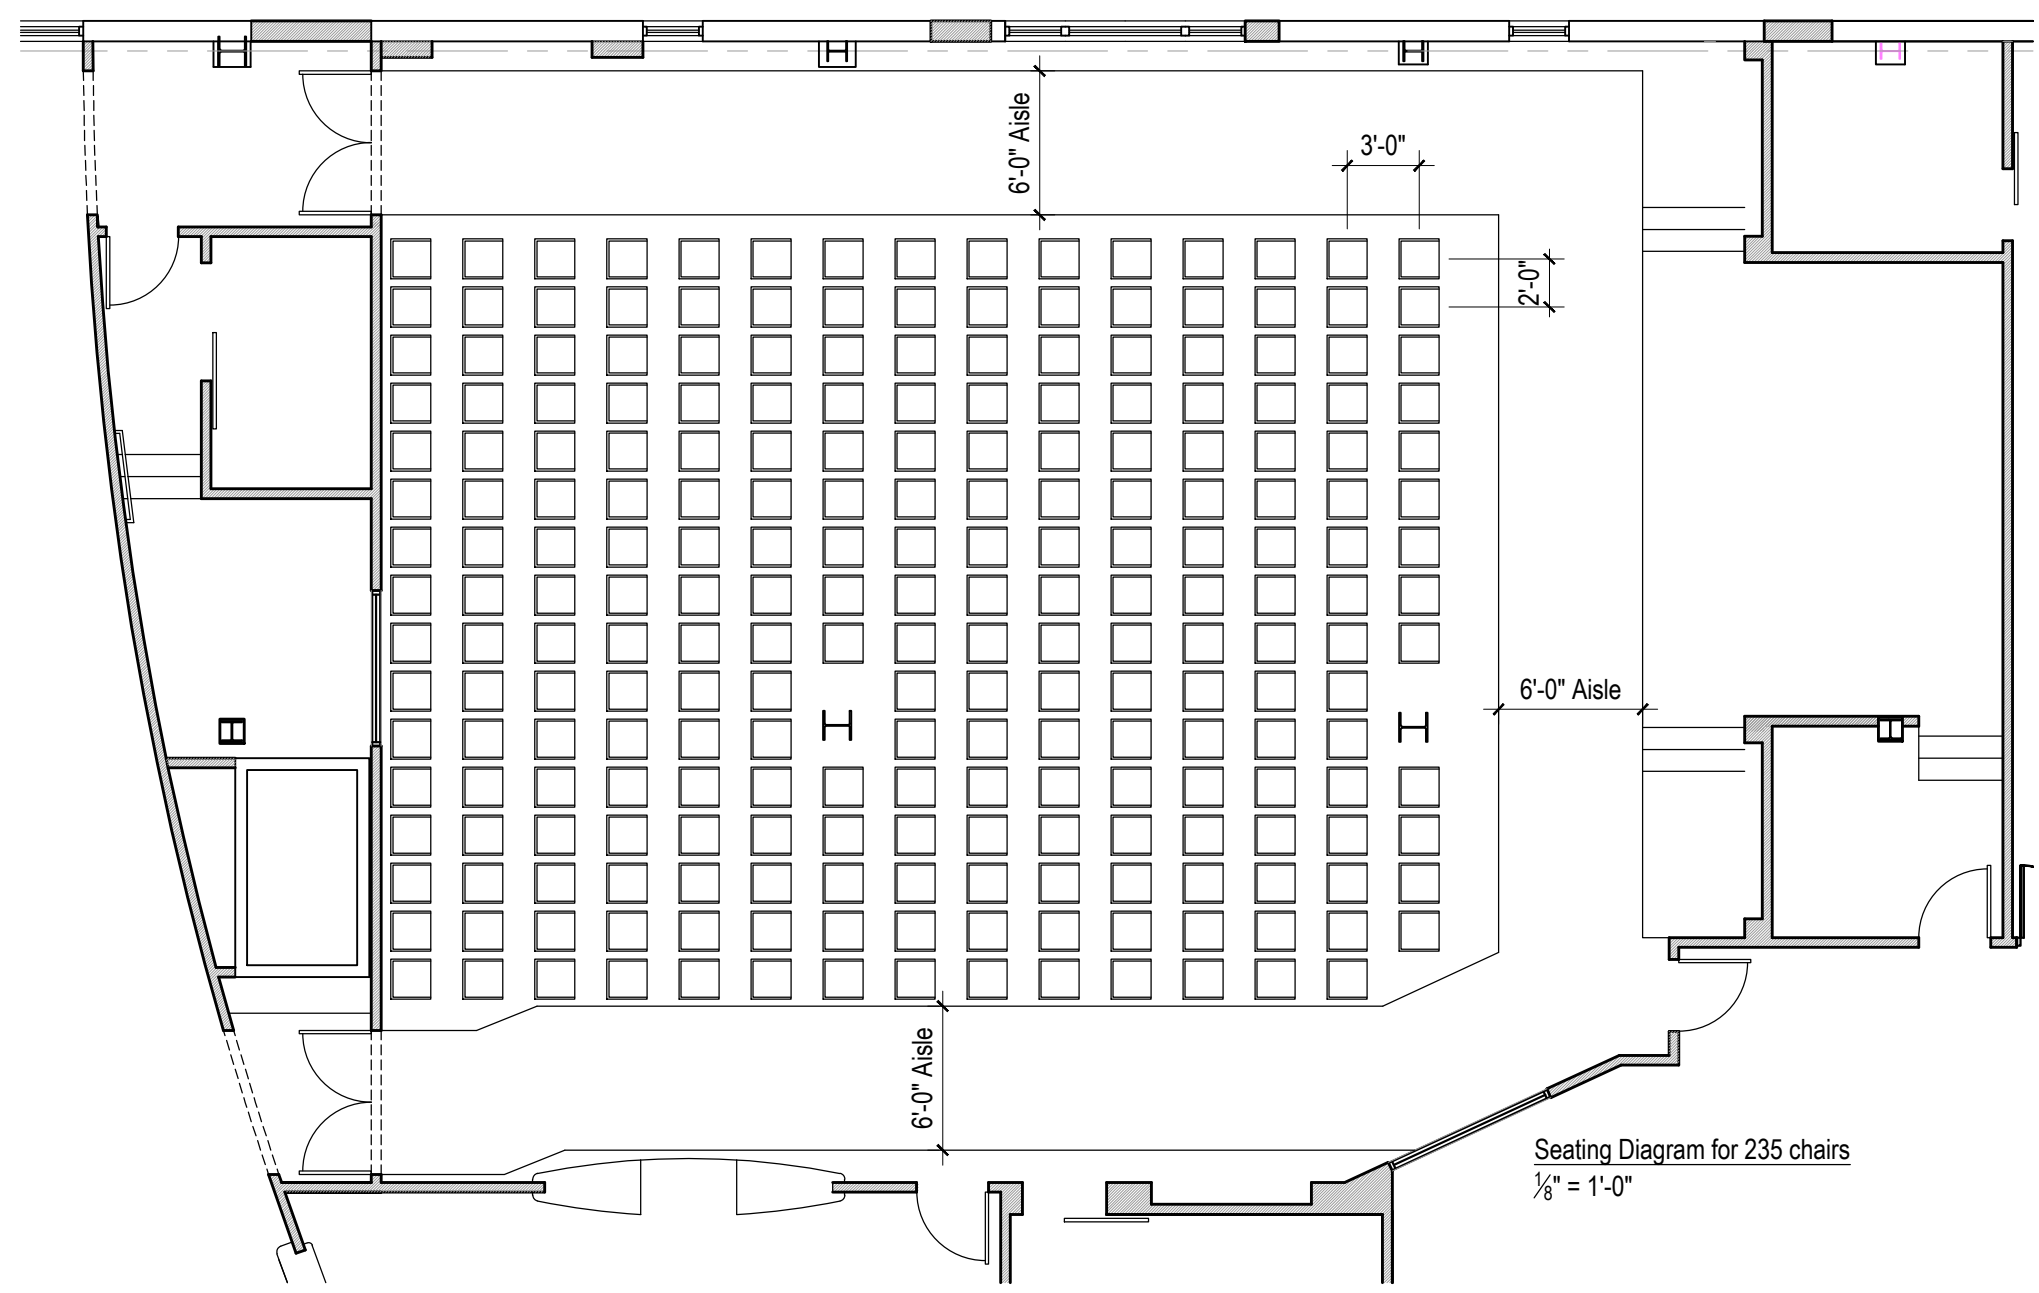 6'-0" Aisle
3'-0"
2'-0"
6'-0" Aisle
6'-0" Aisle
Seating Diagram for 235 chairs
⅛" = 1'-0"